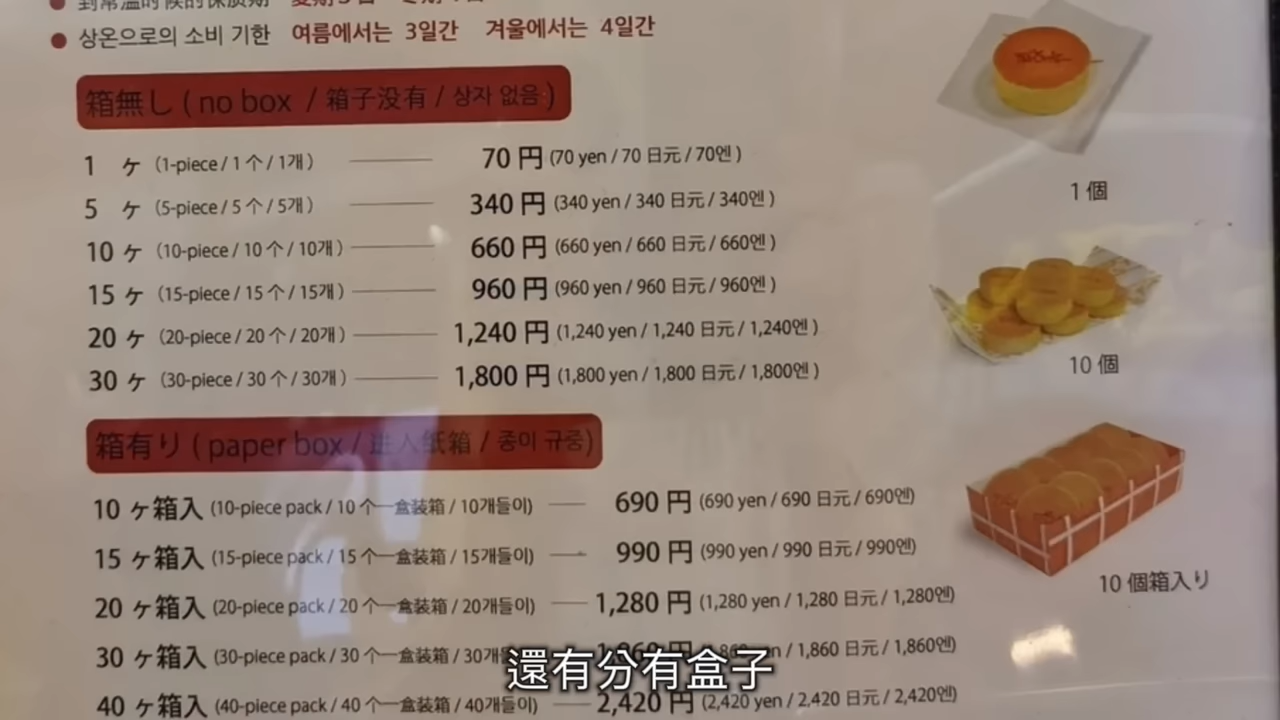 상온으로의 소비 기한 여름에서는 3일간 겨울에서는 4일간
箱無し ( no box / 箱子没有 / 상자 없음 )
1 ヶ (1-piece / 1 个 / 1개 ) 70 円 (70 yen / 70 日元 / 70엔 )
5 ヶ (5-piece / 5 个 / 5개 ) 340 円 (340 yen / 340 日元 / 340엔 )
10 ヶ (10-piece / 10 个 / 10개 ) 660 円 (660 yen / 660 日元 / 660엔 )
15 ヶ (15-piece / 15 个 / 15개 ) 960 円 (960 yen / 960 日元 / 960엔 )
20 ヶ (20-piece / 20 个 / 20개 ) 1,240 円 (1,240 yen / 1,240 日元 / 1,240엔 )
30 ヶ (30-piece / 30 个 / 30개 ) 1,800 円 (1,800 yen / 1,800 日元 / 1,800엔 )
箱有り ( paper box / 进入纸箱 / 종이 규중)
10 ヶ箱入 (10-piece pack / 10 个一盒装箱 / 10개들이) 690 円 (690 yen / 690 日元 / 690엔)
15 ヶ箱入 (15-piece pack / 15 个一盒装箱 / 15개들이) 990 円 (990 yen / 990 日元 / 990엔)
20 ヶ箱入 (20-piece pack / 20 个一盒装箱 / 20개들이) 1,280 円 (1,280 yen / 1,280 日元 / 1,280엔)
30 ヶ箱入 (30-piece pack / 30 个一盒装箱 / 1,860 日元 / 1,860엔)
40 ヶ箱入 (40-piece pack / 40 个一盒装箱 / 40개들이) 2,420 円 (2,420 yen / 2,420 日元 / 2,420엔)
1 個
10 個
10 個箱入り
還有分有盒子